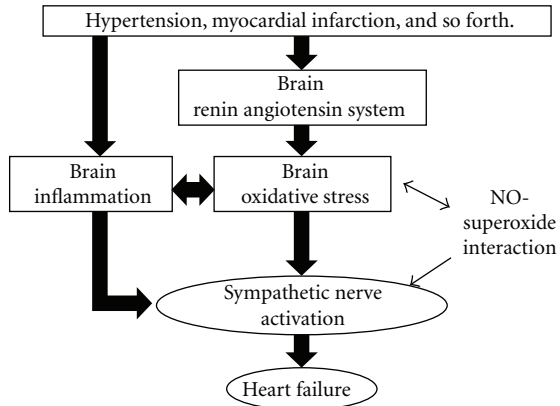 Hypertension, myocardial infarction, and so forth.
Brain
renin angiotensin system
Brain
inflammation
Brain
oxidative stress
NO-
superoxide
interaction
Sympathetic nerve
activation
Heart failure